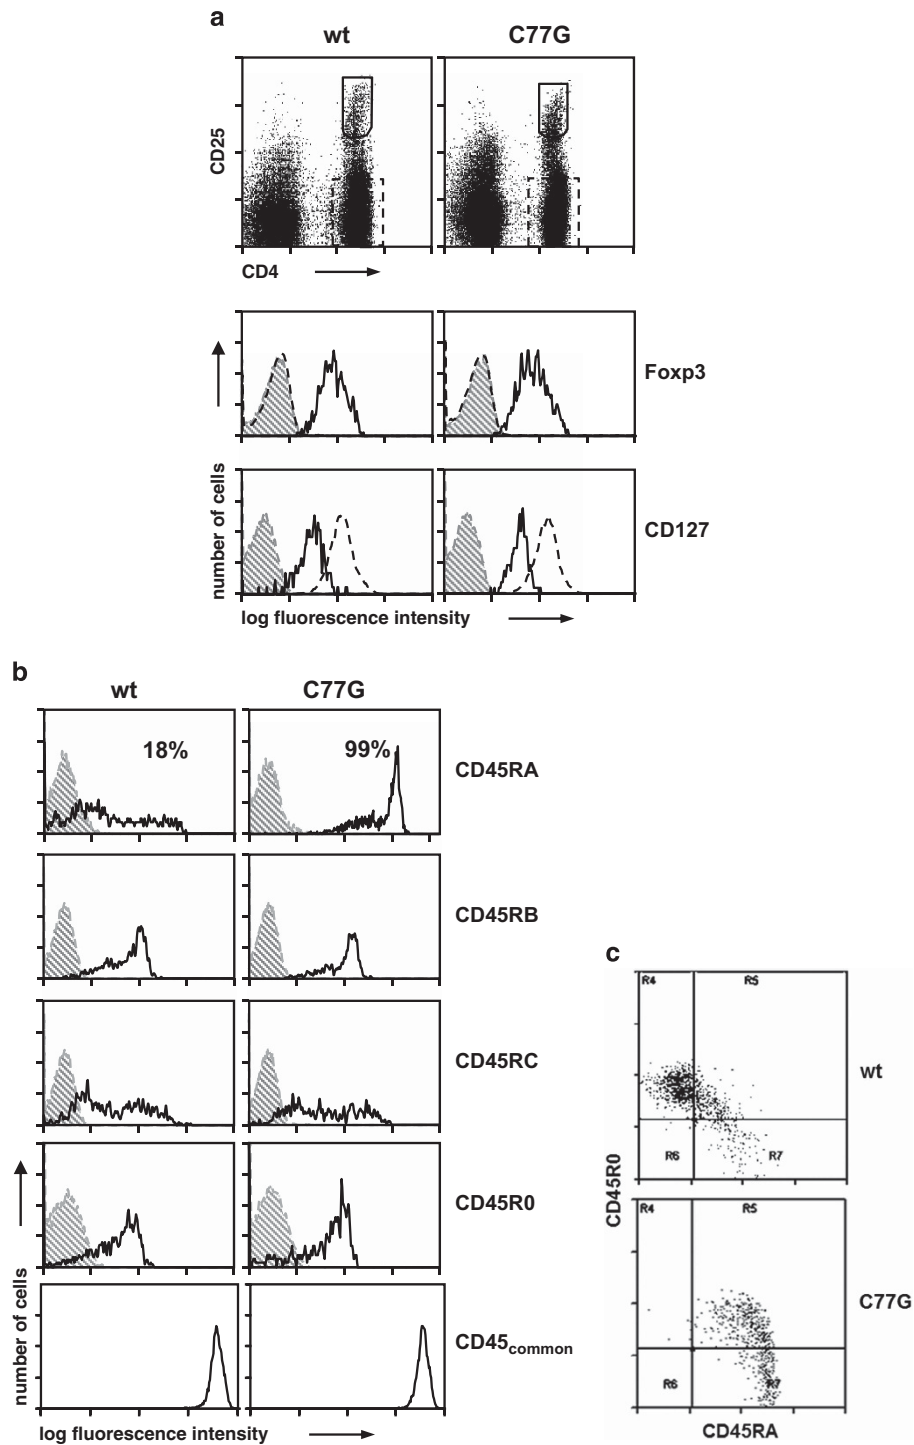 a
wt
C77G
CD25
CD4
Foxp3
number of cells
CD127
log fluorescence intensity
b
wt
C77G
18%
99%
CD45RA
CD45RB
CD45RC
CD45R0
number of cells
CD45common
log fluorescence intensity
c
R4
R5
wt
R6
R7
CD45R0
R4
R5
C77G
R6
R7
CD45RA